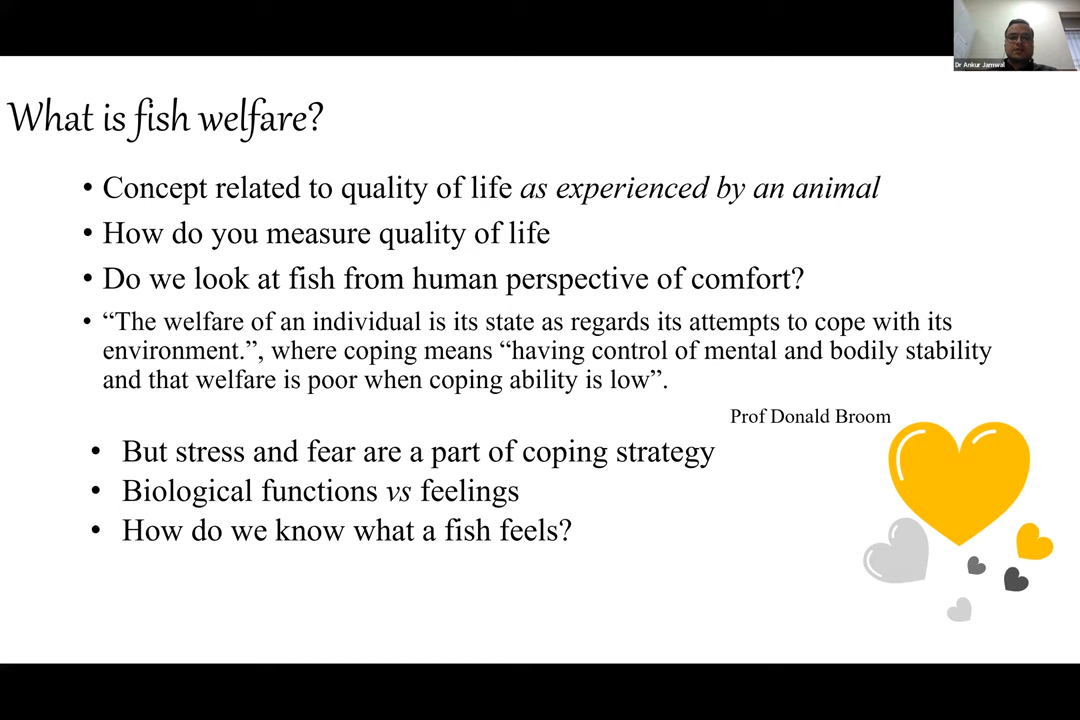 Dr Ankur Jamwal
What is fish welfare?
• Concept related to quality of life as experienced by an animal
• How do you measure quality of life
• Do we look at fish from human perspective of comfort?
• “The welfare of an individual is its state as regards its attempts to cope with its
environment.”, where coping means “having control of mental and bodily stability
and that welfare is poor when coping ability is low”.
Prof Donald Broom
• But stress and fear are a part of coping strategy
• Biological functions vs feelings
• How do we know what a fish feels?